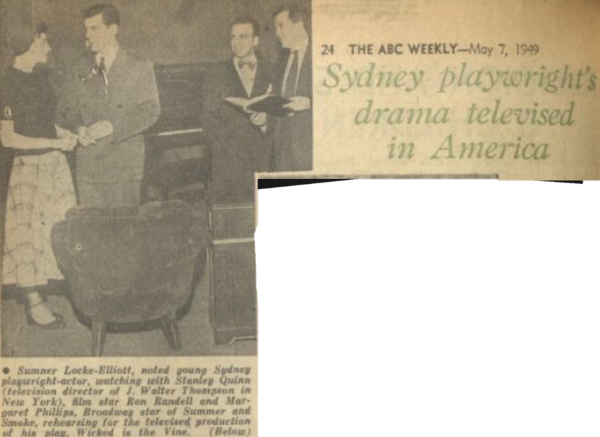 24 THE ABC WEEKLY—May 7, 1949
Sydney playwright's
drama televised
in America
● Sumner Locke-Elliott, noted young Sydney
playwright-actor, watching with Stanley Quinn
(television director of J. Walter Thompson in
New York), film star Ron Randell and Mar-
garet Phillips, Broadway star of Summer and
Smoke, rehearsing for the televised production
of his play, Wicked is the Vine. (Below)